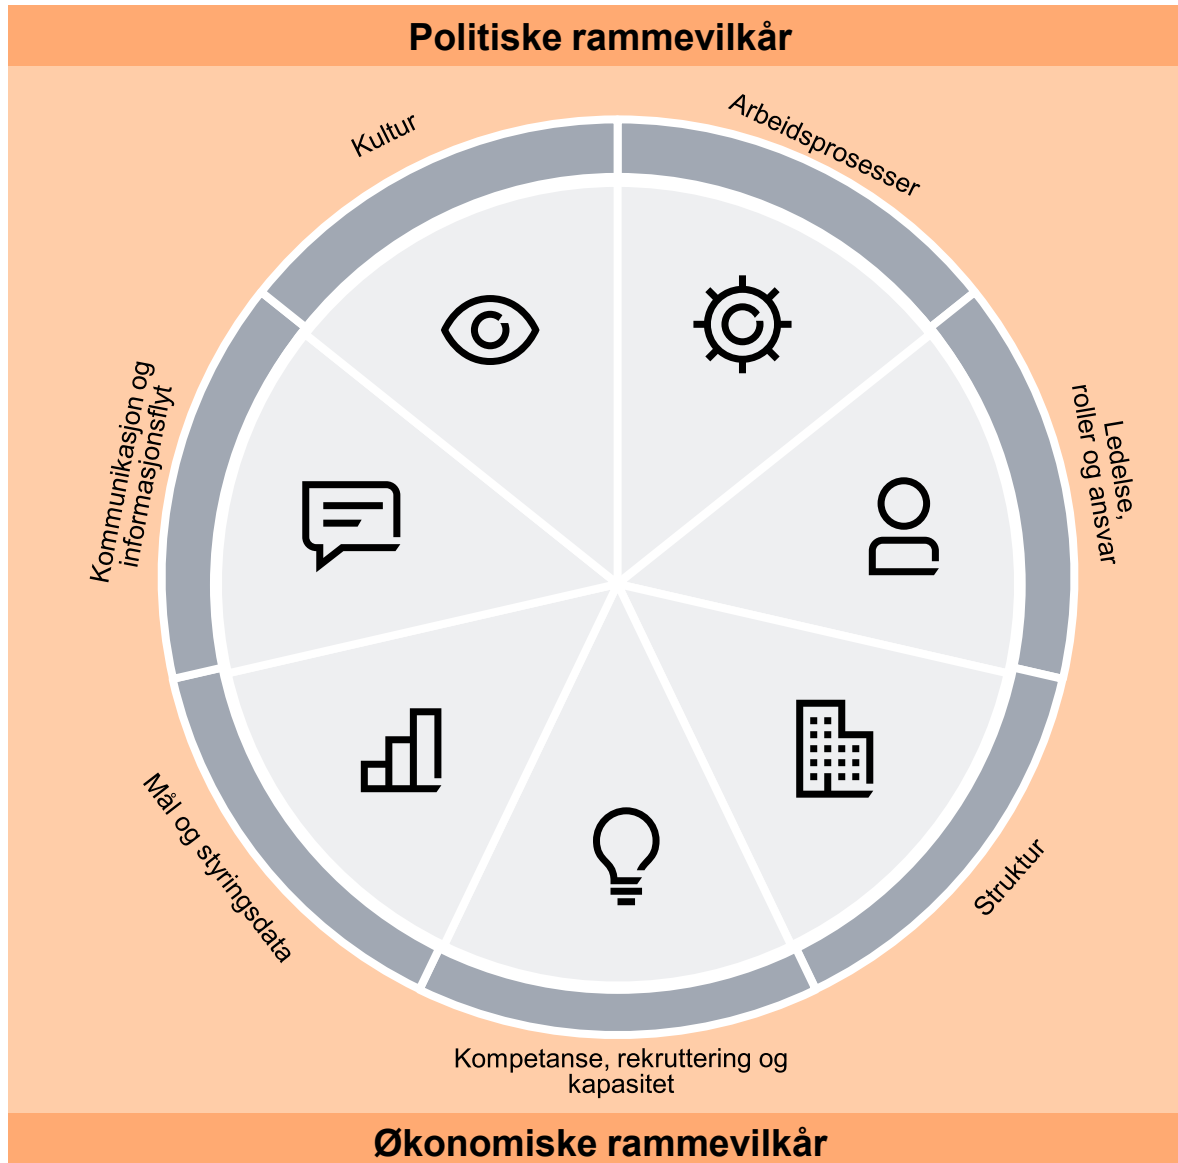 Politiske rammevilkår
Kultur
Arbeidsprosesser
Kommunikasjon og
informasjonsflyt
Ledelse,
roller og ansvar
Mål og styringsdata
Struktur
Kompetanse, rekruttering og
kapasitet
Økonomiske rammevilkår